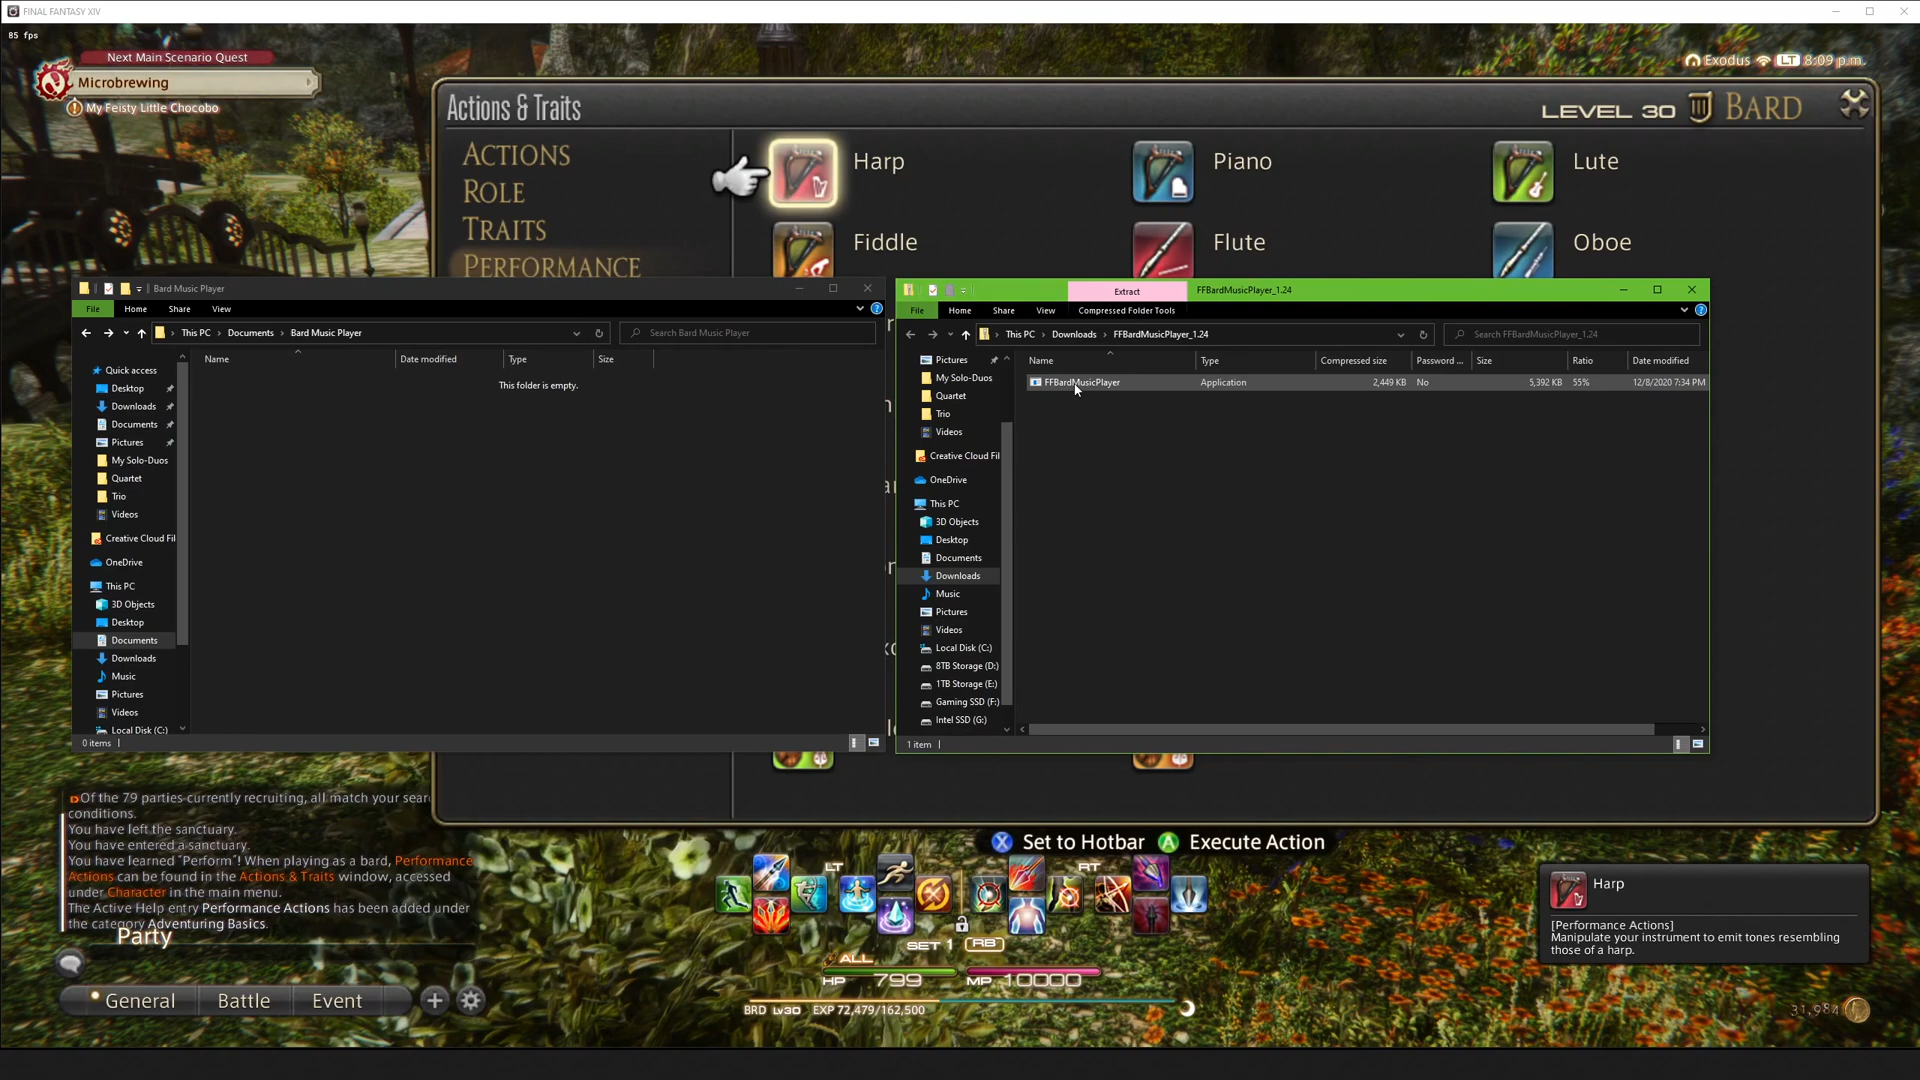 FINAL FANTASY XIV
85 fps
Next Main Scenario Quest
Microbrewing
My Feisty Little Chocobo
Exodus LT 8:09 p.m.
Actions & Traits
LEVEL 30 BARD
ACTIONS
ROLE
TRAITS
PERFORMANCE
Harp
Piano
Lute
Fiddle
Flute
Oboe
Bard Music Player
File Home Share View
This PC Documents Bard Music Player
Search Bard Music Player
Name Date modified Type Size
This folder is empty.
Quick access
Desktop
Downloads
Documents
Pictures
My Solo-Duos
Quartet
Trio
Videos
Creative Cloud Fil
OneDrive
This PC
3D Objects
Desktop
Documents
Downloads
Music
Pictures
Videos
Local Disk (C:)
0 items
Extract FFBardMusicPlayer_1.24
File Home Share View Compressed Folder Tools
This PC Downloads FFBardMusicPlayer_1.24
Search FFBardMusicPlayer_1.24
Name Type Compressed size Password ... Size Ratio Date modified
FFBardMusicPlayer Application 2,449 KB No 5,392 KB 55% 12/8/2020 7:34 PM
Pictures
My Solo-Duos
Quartet
Trio
Videos
Creative Cloud Fil
OneDrive
This PC
3D Objects
Desktop
Documents
Downloads
Music
Pictures
Videos
Local Disk (C:)
8TB Storage (D:)
1TB Storage (E:)
Gaming SSD (F:)
Intel SSD (G:)
1 item
Of the 79 parties currently recruiting, all match your sear
conditions.
You have left the sanctuary.
You have entered a sanctuary.
You have learned "Perform"! When playing as a bard, Performance
Actions can be found in the Actions & Traits window, accessed
under Character in the main menu.
The Active Help entry Performance Actions has been added under
the category Adventuring Basics.
Party
General Battle Event
X Set to Hotbar A Execute Action
LT RT
SET 1 RB
ALL
HP 799 MP 10000
BRD Lv30 EXP 72,479/162,500
Harp
[Performance Actions]
Manipulate your instrument to emit tones resembling
those of a harp.
31,984